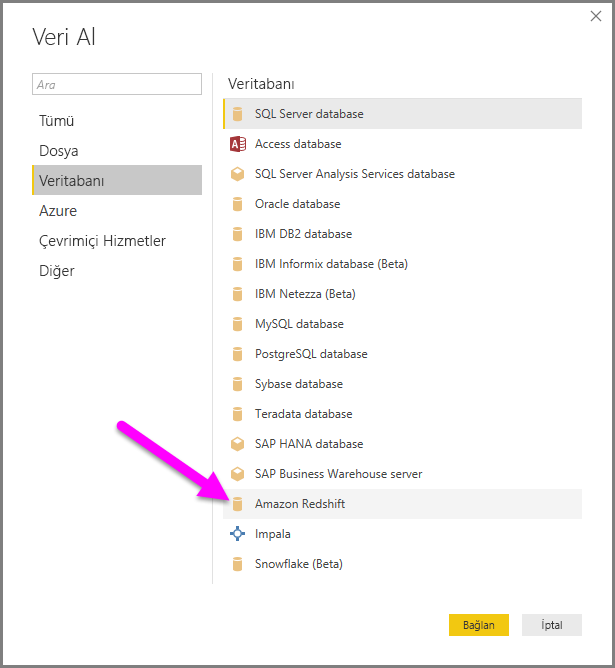 Veri Al
Ara
Tümü
Dosya
Veritabanı
Azure
Çevrimiçi Hizmetler
Diğer
Veritabanı
SQL Server database
Access database
SQL Server Analysis Services database
Oracle database
IBM DB2 database
IBM Informix database (Beta)
IBM Netezza (Beta)
MySQL database
PostgreSQL database
Sybase database
Teradata database
SAP HANA database
SAP Business Warehouse server
Amazon Redshift
Impala
Snowflake (Beta)
Bağlan
İptal